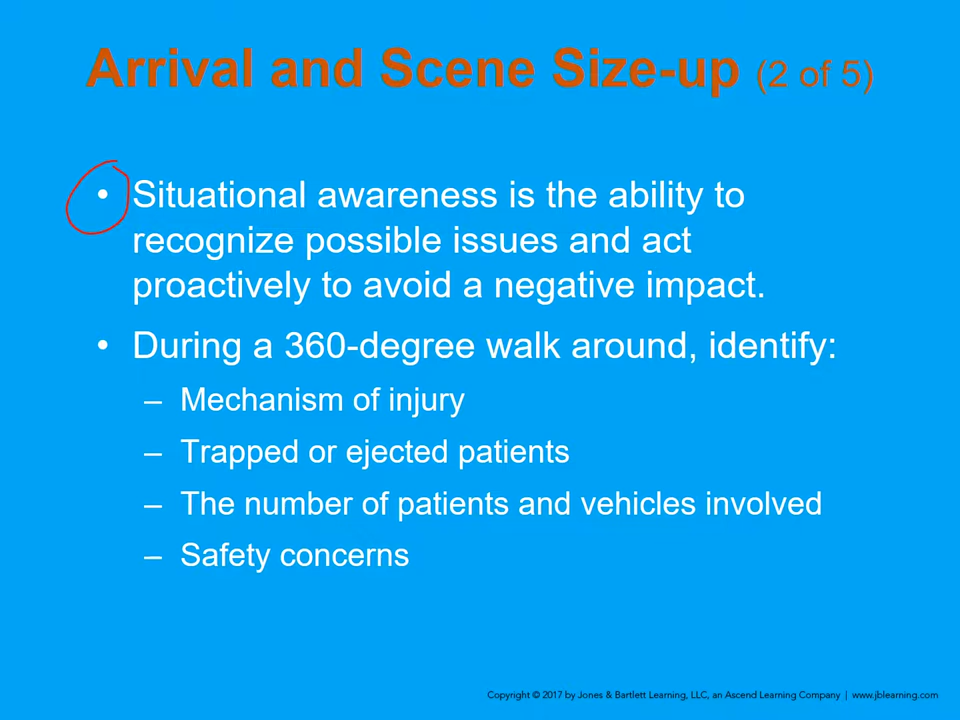 Arrival and Scene Size-up (2 of 5)
• Situational awareness is the ability to
recognize possible issues and act
proactively to avoid a negative impact.
• During a 360-degree walk around, identify:
– Mechanism of injury
– Trapped or ejected patients
– The number of patients and vehicles involved
– Safety concerns
Copyright © 2017 by Jones & Bartlett Learning, LLC, an Ascend Learning Company | www.jblearning.com